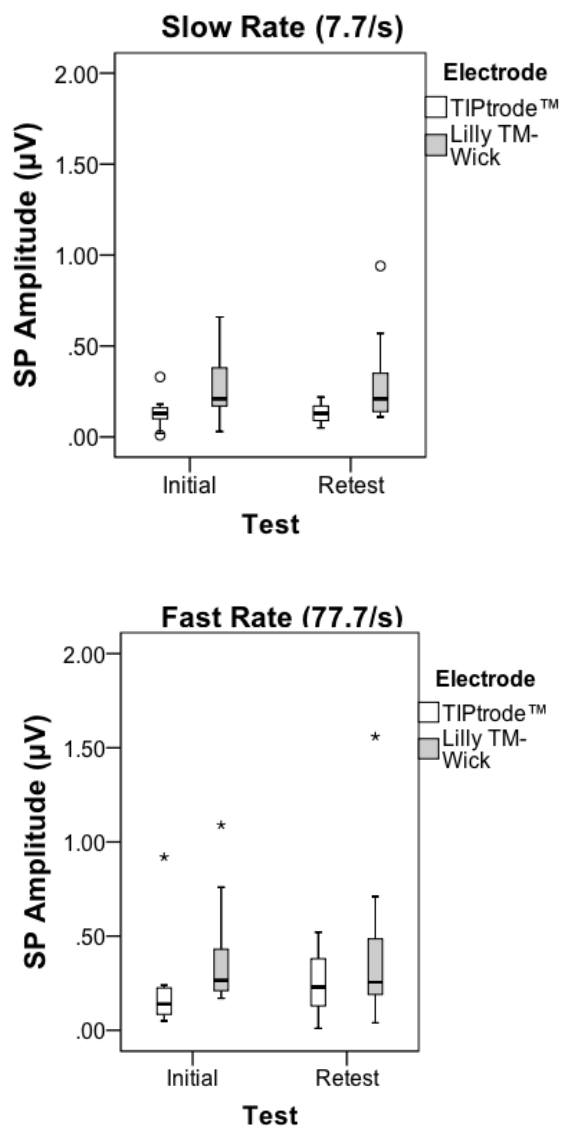 Slow Rate (7.7/s)
Electrode
TIPtrode™
Lilly TM-
Wick
SP Amplitude (µV)
2.00
1.50
1.00
.50
.00
Initial
Retest
Test
Fast Rate (77.7/s)
Electrode
TIPtrode™
Lilly TM-
Wick
SP Amplitude (µV)
2.00
1.50
1.00
.50
.00
Initial
Retest
Test